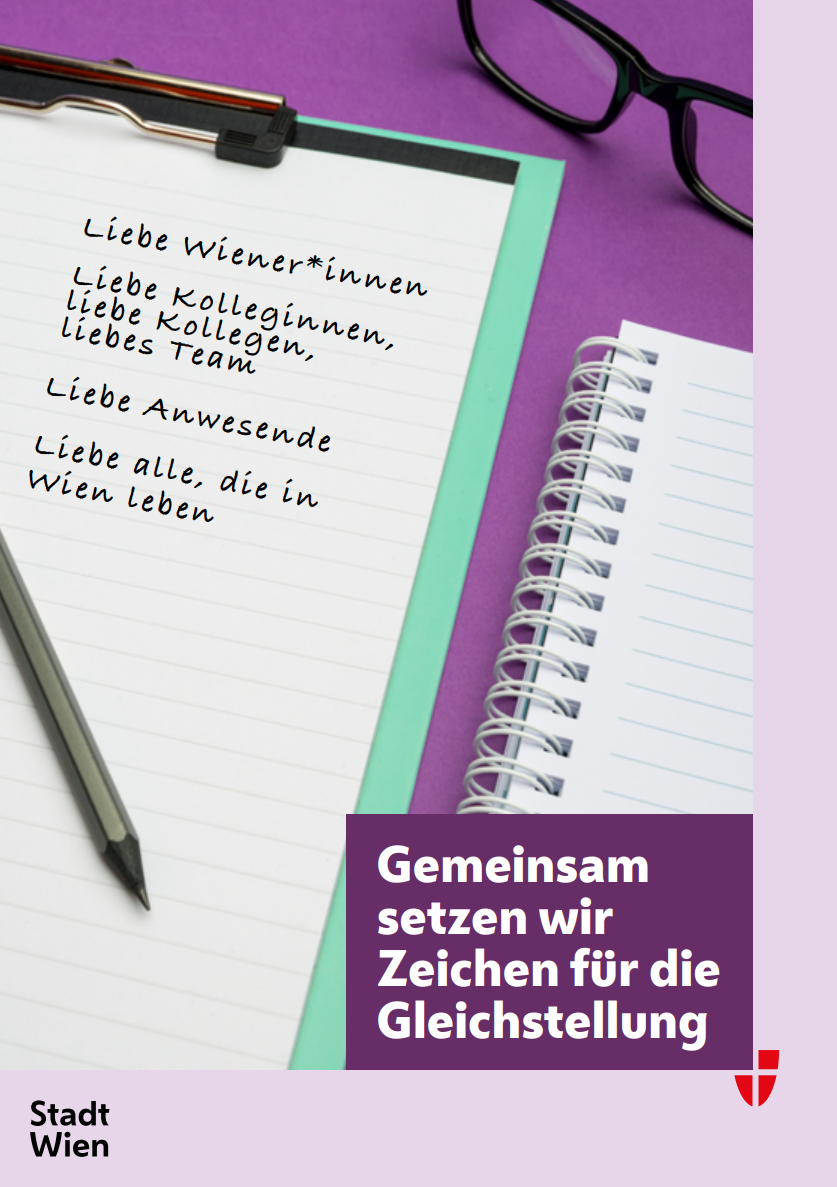 Liebe Wiener*innen
Liebe Kolleginnen,
liebe Kollegen,
liebes Team
Liebe Anwesende
Liebe alle, die in
Wien leben
Gemeinsam
setzen wir
Zeichen für die
Gleichstellung
Stadt
Wien